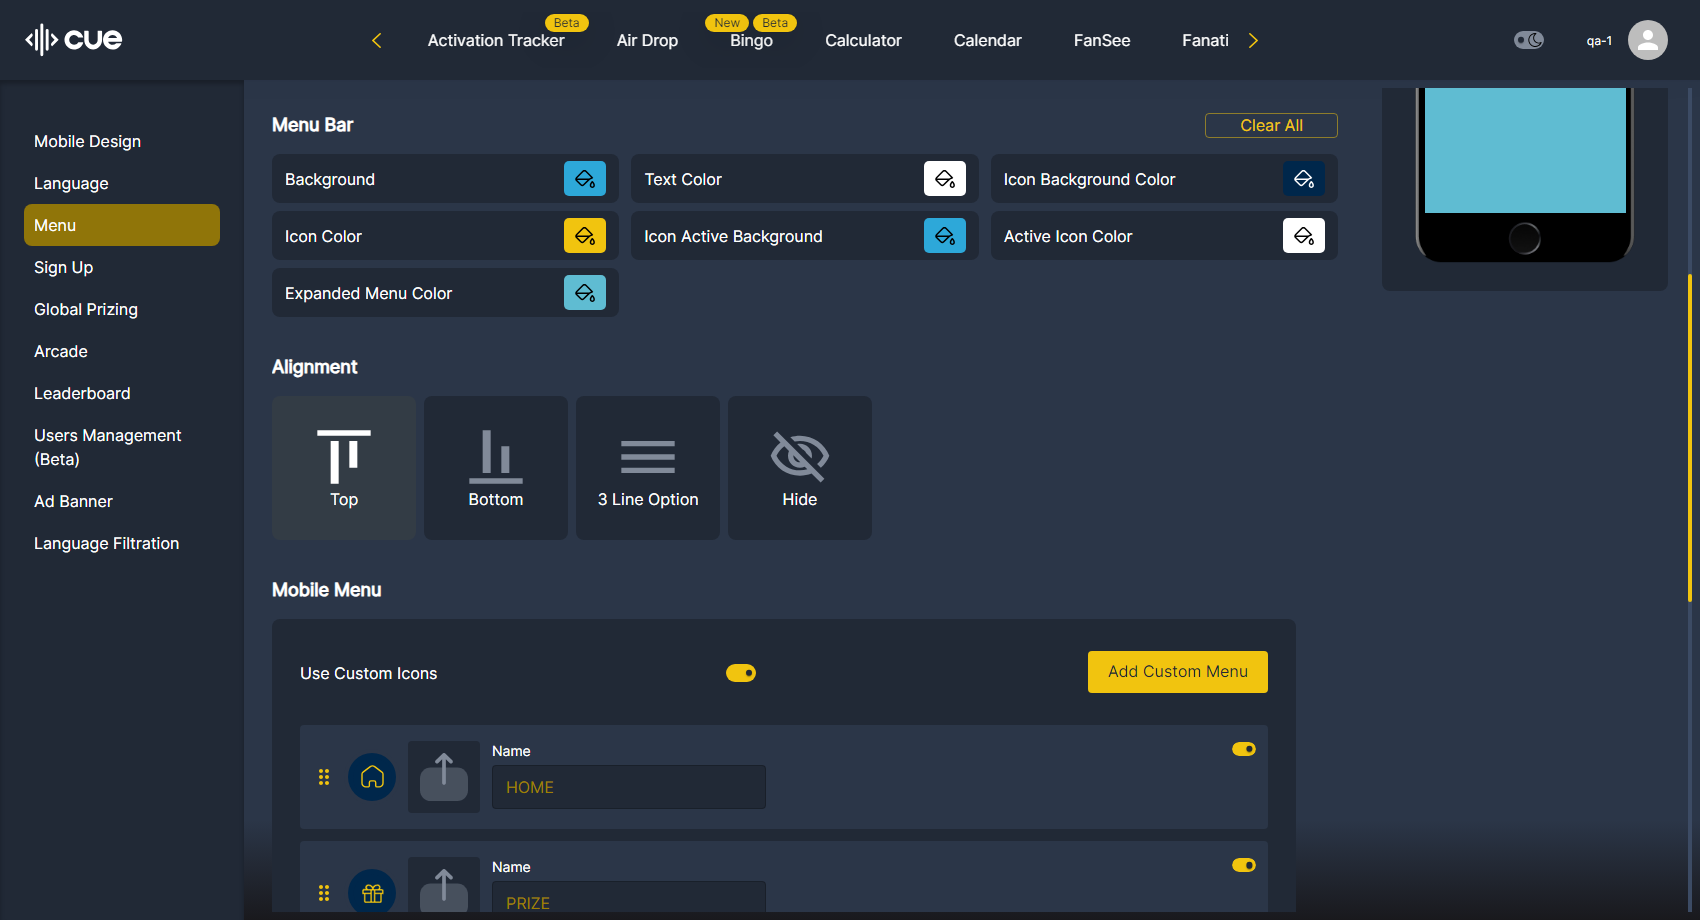 cue
Activation Tracker
Beta
Air Drop
New
Beta
Bingo
Calculator
Calendar
FanSee
Fanati
qa-1
Mobile Design
Language
Menu
Sign Up
Global Prizing
Arcade
Leaderboard
Users Management
(Beta)
Ad Banner
Language Filtration
Menu Bar
Clear All
Background
Text Color
Icon Background Color
Icon Color
Icon Active Background
Active Icon Color
Expanded Menu Color
Alignment
Top
Bottom
3 Line Option
Hide
Mobile Menu
Use Custom Icons
Add Custom Menu
Name
HOME
Name
PRIZE